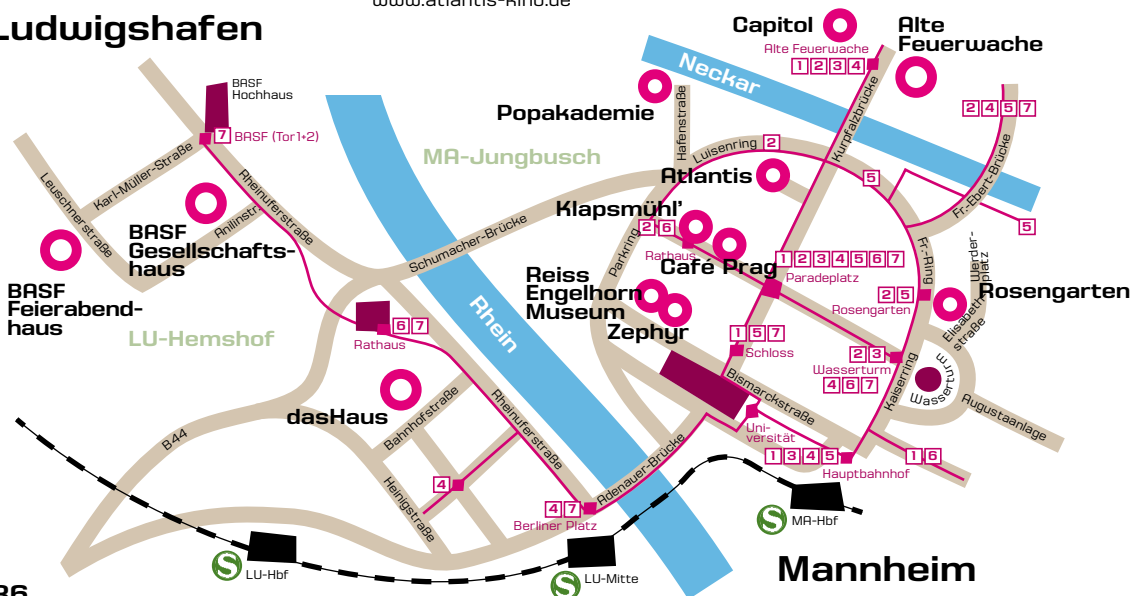 www.atlantis-kino.de
Ludwigshafen
Capitol
Alte
Feuerwache
Alte Feuerwache
1 2 3 4
Neckar
BASF
Hochhaus
7 BASF (Tor1+2)
Popakademie
Hafenstraße
Kurpfalzbrücke
2 4 5 7
Karl-Müller-Straße
MA-Jungbusch
Luisenring
2
Fr.-Ebert-Brücke
Leuschnerstraße
Rheinuferstraße
Atlantis
5
Anilinstr.
Klapsmühl'
5
BASF
Gesellschafts-
haus
Schumacher-Brücke
Parkring
2 6
Rathaus
Café Prag
1 2 3 4 5 6 7
Paradeplatz
Fr.-Ring
Werder-
platz
BASF
Feierabend-
haus
Reiss
Engelhorn
Museum
Zephyr
2 5
Rosengarten
Rosengarten
Elisabeth-
straße
LU-Hemshof
Rhein
6 7
Rathaus
1 5 7
Schloss
2 3
Wasserturm
4 6 7
Kaiserring
Wasserturm
Bismarckstraße
Augustaanlage
dasHaus
Bahnhofstraße
Rheinuferstraße
Uni-
versität
B44
1 3 4 5
Hauptbahnhof
1 6
Heinigstraße
4
Adenauer-Brücke
4 7
Berliner Platz
S
MA-Hbf
S
LU-Hbf
S
LU-Mitte
Mannheim